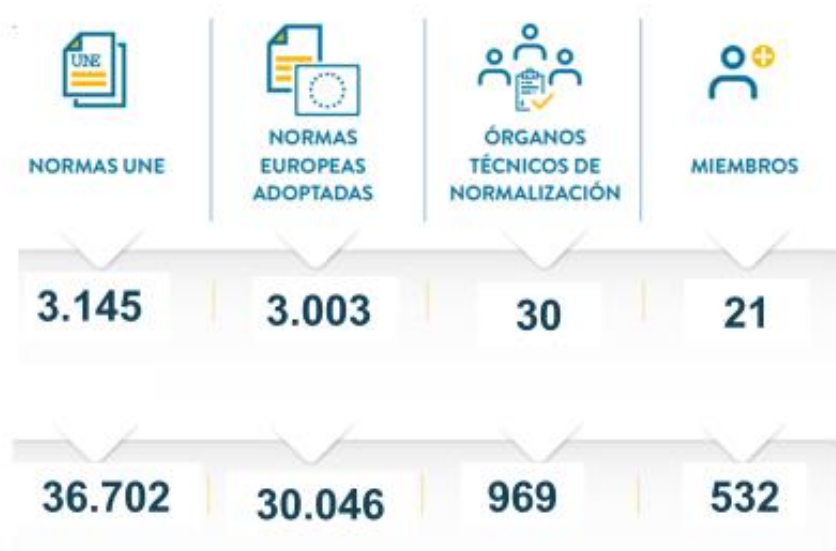 UNE
NORMAS UNE
NORMAS
EUROPEAS
ADOPTADAS
ÓRGANOS
TÉCNICOS DE
NORMALIZACIÓN
MIEMBROS
3.145
3.003
30
21
36.702
30.046
969
532